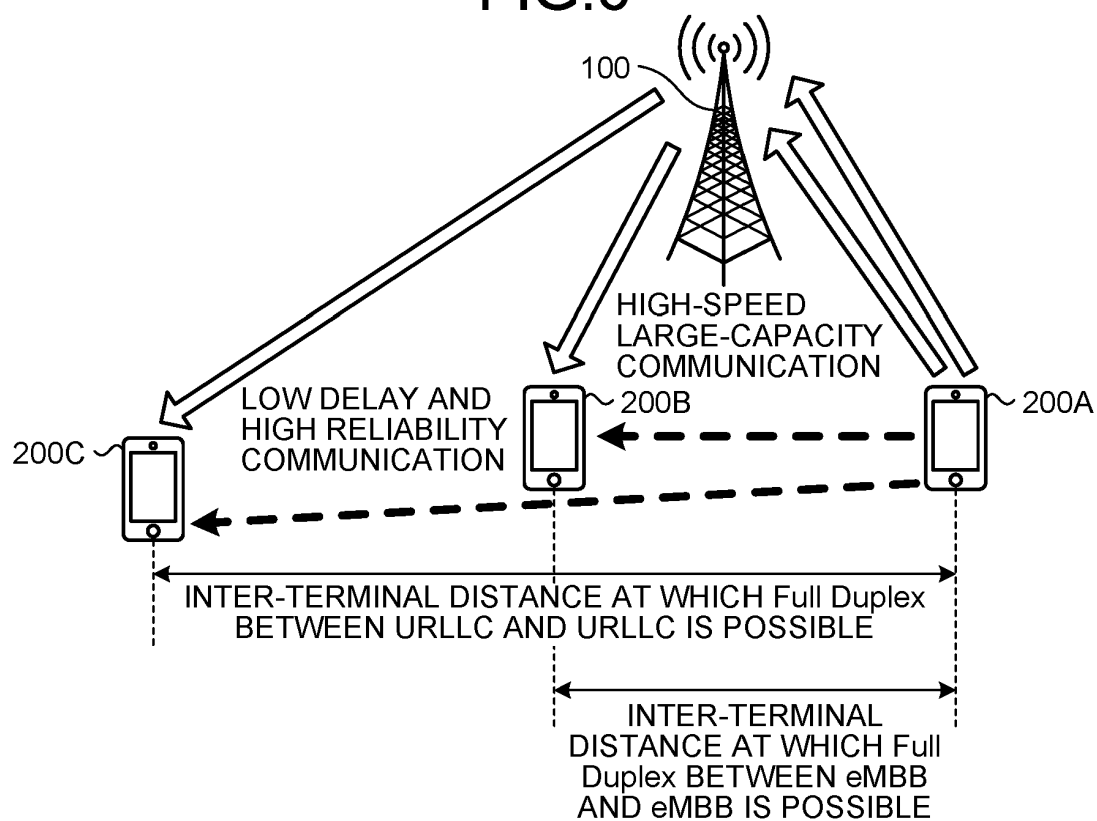 100
HIGH-SPEED
LARGE-CAPACITY
COMMUNICATION
LOW DELAY AND
HIGH RELIABILITY
COMMUNICATION
200B
200A
200C
INTER-TERMINAL DISTANCE AT WHICH Full Duplex
BETWEEN URLLC AND URLLC IS POSSIBLE
INTER-TERMINAL
DISTANCE AT WHICH Full
Duplex BETWEEN eMBB
AND eMBB IS POSSIBLE